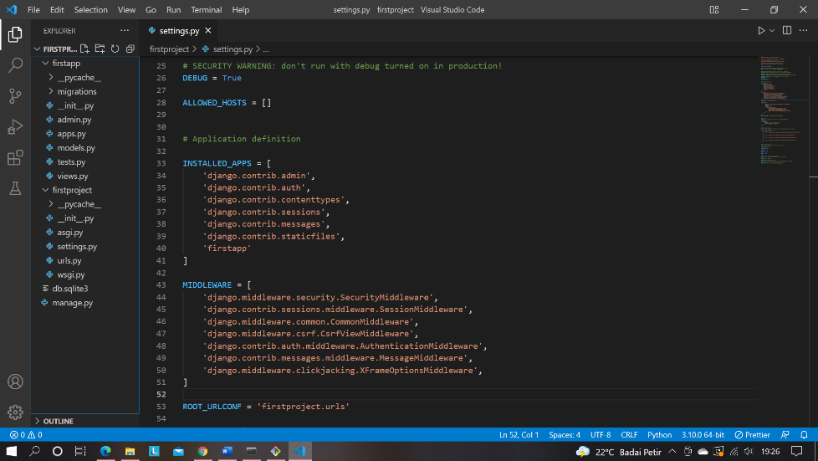 File Edit Selection View Go Run Terminal Help settings.py firstproject Visual Studio Code
EXPLORER
FIRSTPR...
firstapp
__pycache__
migrations
__init__.py
admin.py
apps.py
models.py
tests.py
views.py
firstproject
__pycache__
__init__.py
asgi.py
settings.py
urls.py
wsgi.py
db.sqlite3
manage.py
OUTLINE
settings.py
firstproject > settings.py > ...
25 # SECURITY WARNING: don't run with debug turned on in production!
26 DEBUG = True
27
28 ALLOWED_HOSTS = []
29
30
31 # Application definition
32
33 INSTALLED_APPS = [
34 'django.contrib.admin',
35 'django.contrib.auth',
36 'django.contrib.contenttypes',
37 'django.contrib.sessions',
38 'django.contrib.messages',
39 'django.contrib.staticfiles',
40 'firstapp'
41 ]
42
43 MIDDLEWARE = [
44 'django.middleware.security.SecurityMiddleware',
45 'django.contrib.sessions.middleware.SessionMiddleware',
46 'django.middleware.common.CommonMiddleware',
47 'django.middleware.csrf.CsrfViewMiddleware',
48 'django.contrib.auth.middleware.AuthenticationMiddleware',
49 'django.contrib.messages.middleware.MessageMiddleware',
50 'django.middleware.clickjacking.XFrameOptionsMiddleware',
51 ]
52
53 ROOT_URLCONF = 'firstproject.urls'
54
0 0 Ln 52, Col 1 Spaces: 4 UTF-8 CRLF Python 3.10.0 64-bit Prettier
22°C Badai Petir 19:26